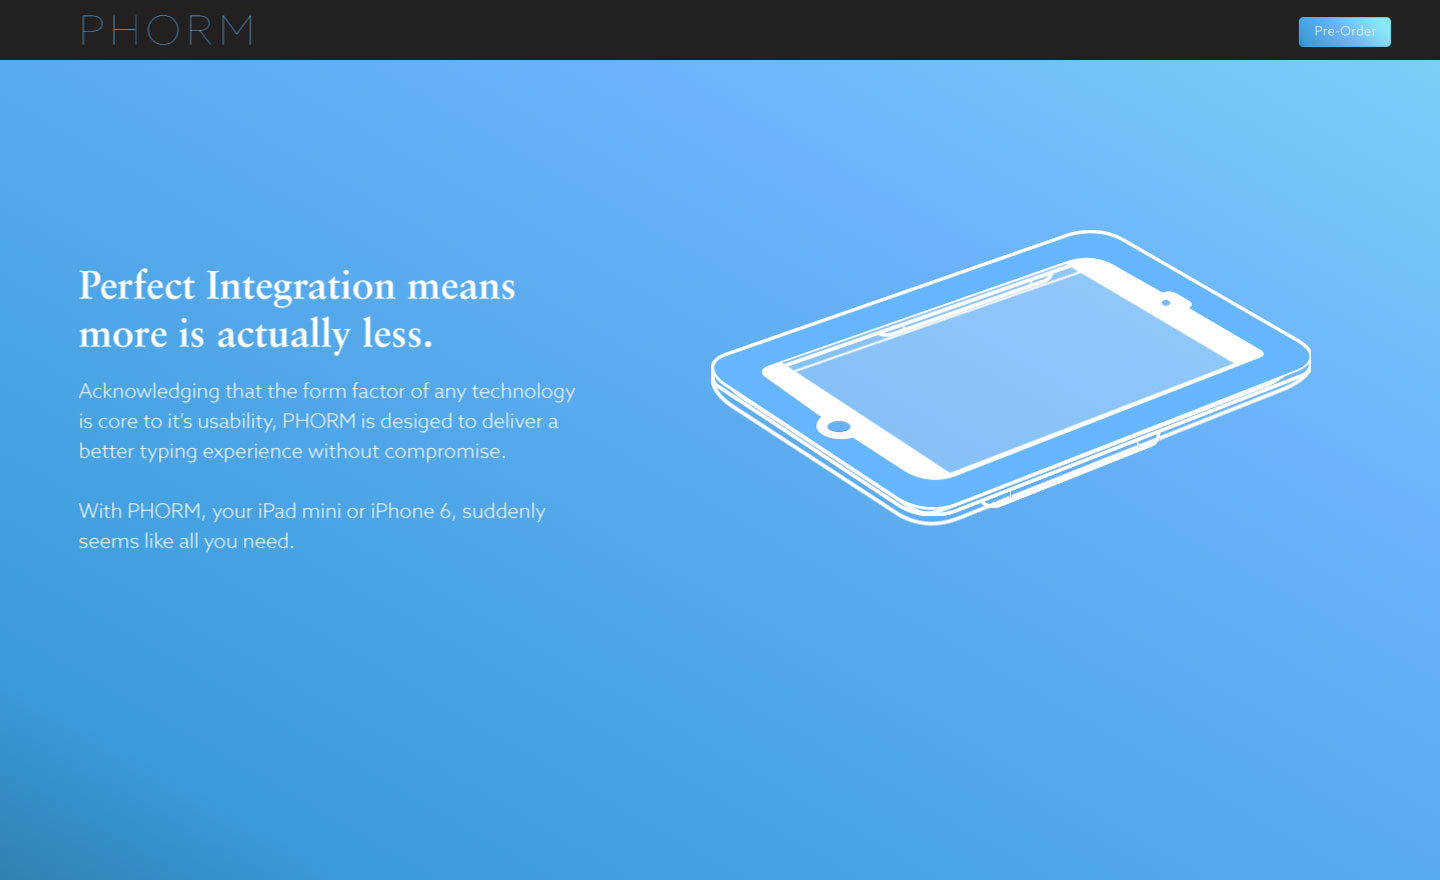 PHORM
Pre-Order
Perfect Integration means
more is actually less.
Acknowledging that the form factor of any technology
is core to it’s usability, PHORM is desiged to deliver a
better typing experience without compromise.
With PHORM, your iPad mini or iPhone 6, suddenly
seems like all you need.